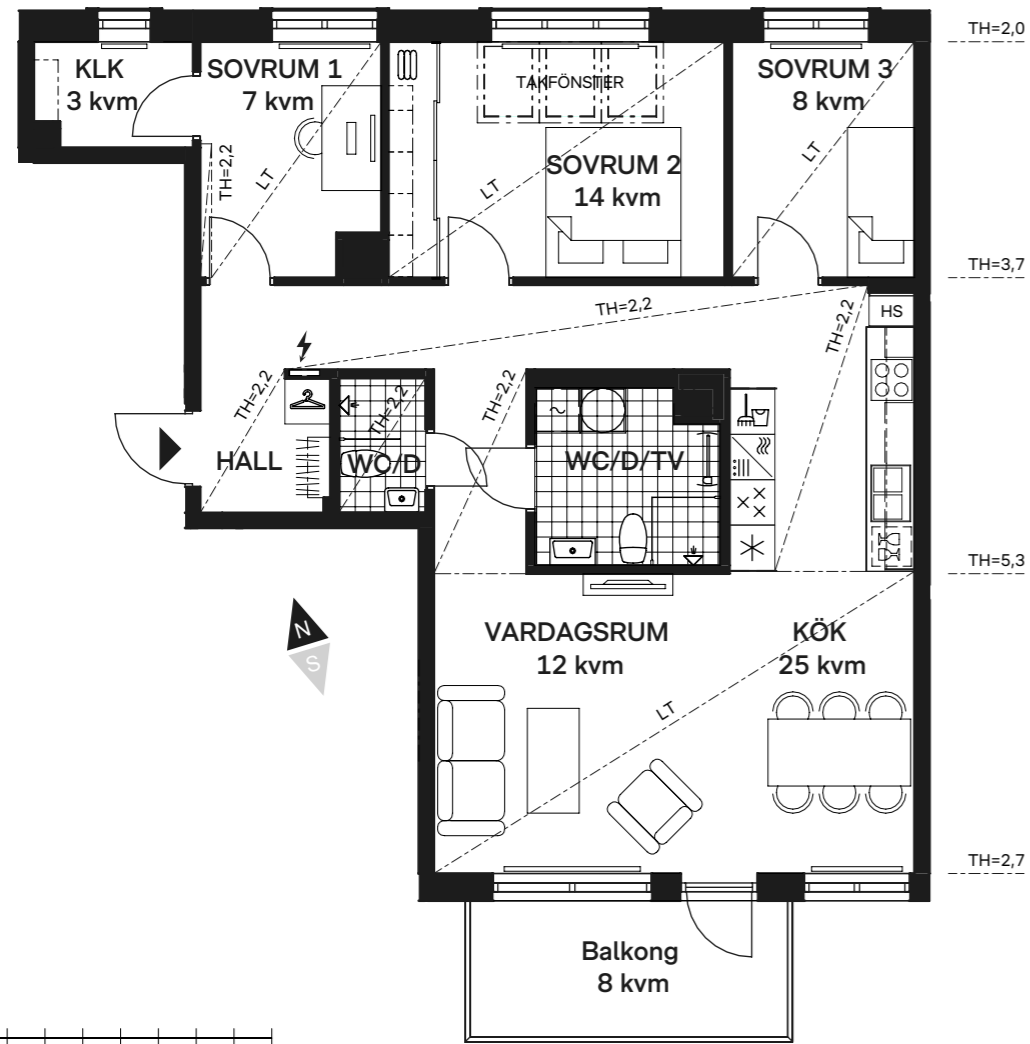 TH=2,0
KLK
3 kvm
SOVRUM 1
7 kvm
TAKFÖNSTER
SOVRUM 3
8 kvm
TH=2,2
LT
LT
SOVRUM 2
14 kvm
LT
TH=3,7
TH=2,2
HS
TH=2,2
TH=2,2
TH=2,2
TH=2,2
HALL
WC/D
WC/D/TV
TH=5,3
N
S
VARDAGSRUM
12 kvm
KÖK
25 kvm
LT
TH=2,7
Balkong
8 kvm